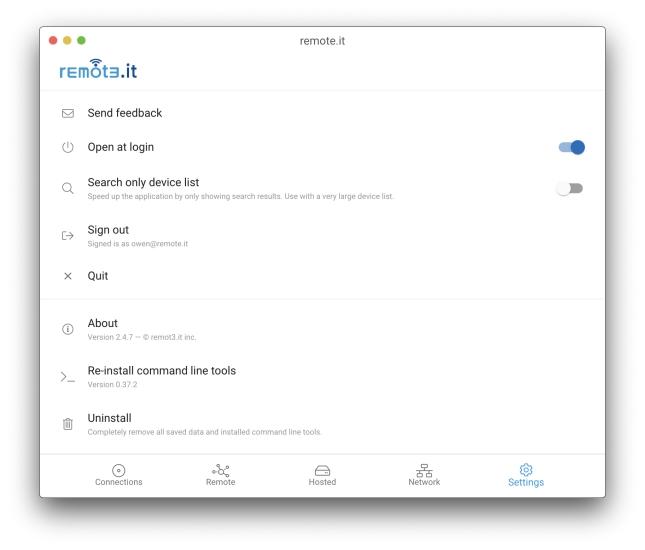 remote.it
remot3.it
Send feedback
Open at login
Search only device list
Speed up the application by only showing search results. Use with a very large device list.
Sign out
Signed is as owen@remote.it
Quit
About
Version 2.4.7 — © remot3.it inc.
Re-install command line tools
Version 0.37.2
Uninstall
Completely remove all saved data and installed command line tools.
Connections
Remote
Hosted
Network
Settings